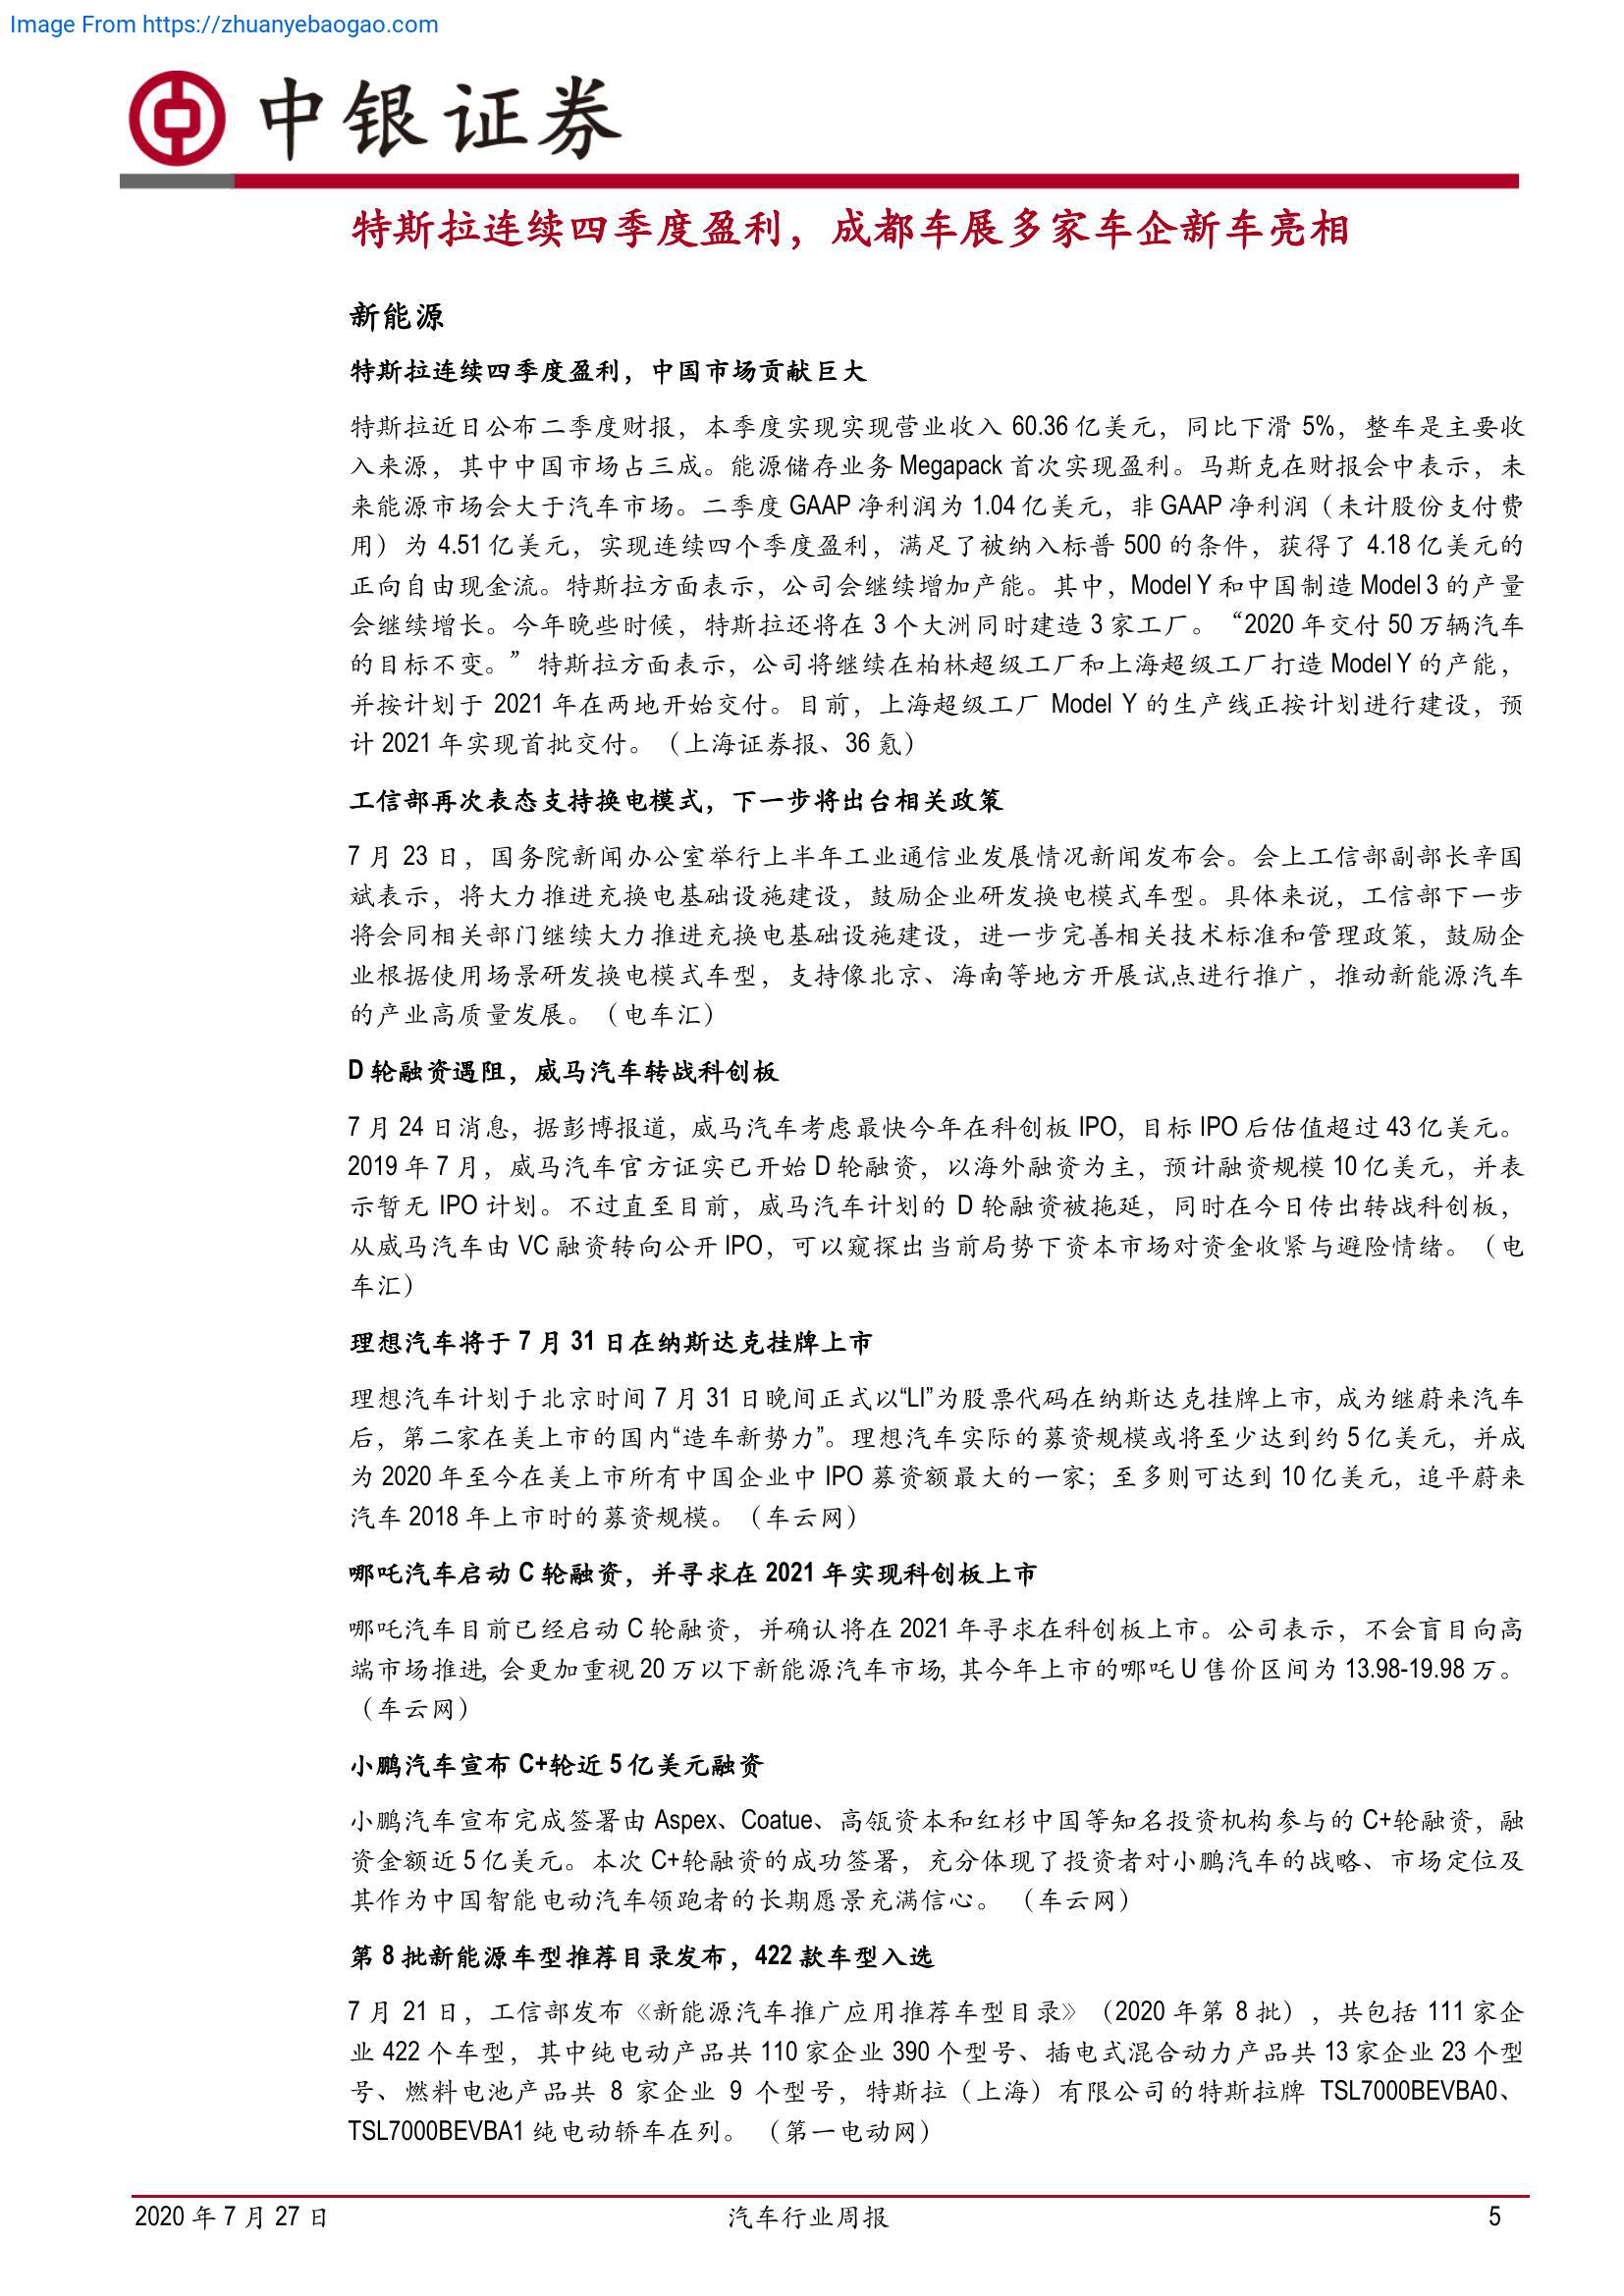 Image From https://zhuanyebaogao.com
中银证券
特斯拉连续四季度盈利，成都车展多家车企新车亮相
新能源
特斯拉连续四季度盈利，中国市场贡献巨大
特斯拉近日公布二季度财报，本季度实现实现营业收入 60.36 亿美元，同比下滑 5%，整车是主要收
入来源，其中中国市场占三成。能源储存业务 Megapack 首次实现盈利。马斯克在财报会中表示，未
来能源市场会大于汽车市场。二季度 GAAP 净利润为 1.04 亿美元，非 GAAP 净利润（未计股份支付费
用）为 4.51 亿美元，实现连续四个季度盈利，满足了被纳入标普 500 的条件，获得了 4.18 亿美元的
正向自由现金流。特斯拉方面表示，公司会继续增加产能。其中，Model Y 和中国制造 Model 3 的产量
会继续增长。今年晚些时候，特斯拉还将在 3 个大洲同时建造 3 家工厂。“2020 年交付 50 万辆汽车
的目标不变。”特斯拉方面表示，公司将继续在柏林超级工厂和上海超级工厂打造 Model Y 的产能，
并按计划于 2021 年在两地开始交付。目前，上海超级工厂 Model Y 的生产线正按计划进行建设，预
计 2021 年实现首批交付。（上海证券报、36 氪）
工信部再次表态支持换电模式，下一步将出台相关政策
7 月 23 日，国务院新闻办公室举行上半年工业通信业发展情况新闻发布会。会上工信部副部长辛国
斌表示，将大力推进充换电基础设施建设，鼓励企业研发换电模式车型。具体来说，工信部下一步
将会同相关部门继续大力推进充换电基础设施建设，进一步完善相关技术标准和管理政策，鼓励企
业根据使用场景研发换电模式车型，支持像北京、海南等地方开展试点进行推广，推动新能源汽车
的产业高质量发展。（电车汇）
D 轮融资遇阻，威马汽车转战科创板
7 月 24 日消息，据彭博报道，威马汽车考虑最快今年在科创板 IPO，目标 IPO 后估值超过 43 亿美元。
2019 年 7 月，威马汽车官方证实已开始 D 轮融资，以海外融资为主，预计融资规模 10 亿美元，并表
示暂无 IPO 计划。不过直至目前，威马汽车计划的 D 轮融资被拖延，同时在今日传出转战科创板，
从威马汽车由 VC 融资转向公开 IPO，可以窥探出当前局势下资本市场对资金收紧与避险情绪。（电
车汇）
理想汽车将于 7 月 31 日在纳斯达克挂牌上市
理想汽车计划于北京时间 7 月 31 日晚间正式以“LI”为股票代码在纳斯达克挂牌上市，成为继蔚来汽车
后，第二家在美上市的国内“造车新势力”。理想汽车实际的募资规模或将至少达到约 5 亿美元，并成
为 2020 年至今在美上市所有中国企业中 IPO 募资额最大的一家；至多则可达到 10 亿美元，追平蔚来
汽车 2018 年上市时的募资规模。（车云网）
哪吒汽车启动 C 轮融资，并寻求在 2021 年实现科创板上市
哪吒汽车目前已经启动 C 轮融资，并确认将在 2021 年寻求在科创板上市。公司表示，不会盲目向高
端市场推进，会更加重视 20 万以下新能源汽车市场，其今年上市的哪吒 U 售价区间为 13.98-19.98 万。
（车云网）
小鹏汽车宣布 C+轮近 5 亿美元融资
小鹏汽车宣布完成签署由 Aspex、Coatue、高瓴资本和红杉中国等知名投资机构参与的 C+轮融资，融
资金额近 5 亿美元。本次 C+轮融资的成功签署，充分体现了投资者对小鹏汽车的战略、市场定位及
其作为中国智能电动汽车领跑者的长期愿景充满信心。（车云网）
第 8 批新能源车型推荐目录发布，422 款车型入选
7 月 21 日，工信部发布《新能源汽车推广应用推荐车型目录》（2020 年第 8 批），共包括 111 家企
业 422 个车型，其中纯电动产品共 110 家企业 390 个型号、插电式混合动力产品共 13 家企业 23 个型
号、燃料电池产品共 8 家企业 9 个型号，特斯拉（上海）有限公司的特斯拉牌 TSL7000BEVBA0、
TSL7000BEVBA1 纯电动轿车在列。（第一电动网）
2020 年 7 月 27 日 汽车行业周报 5